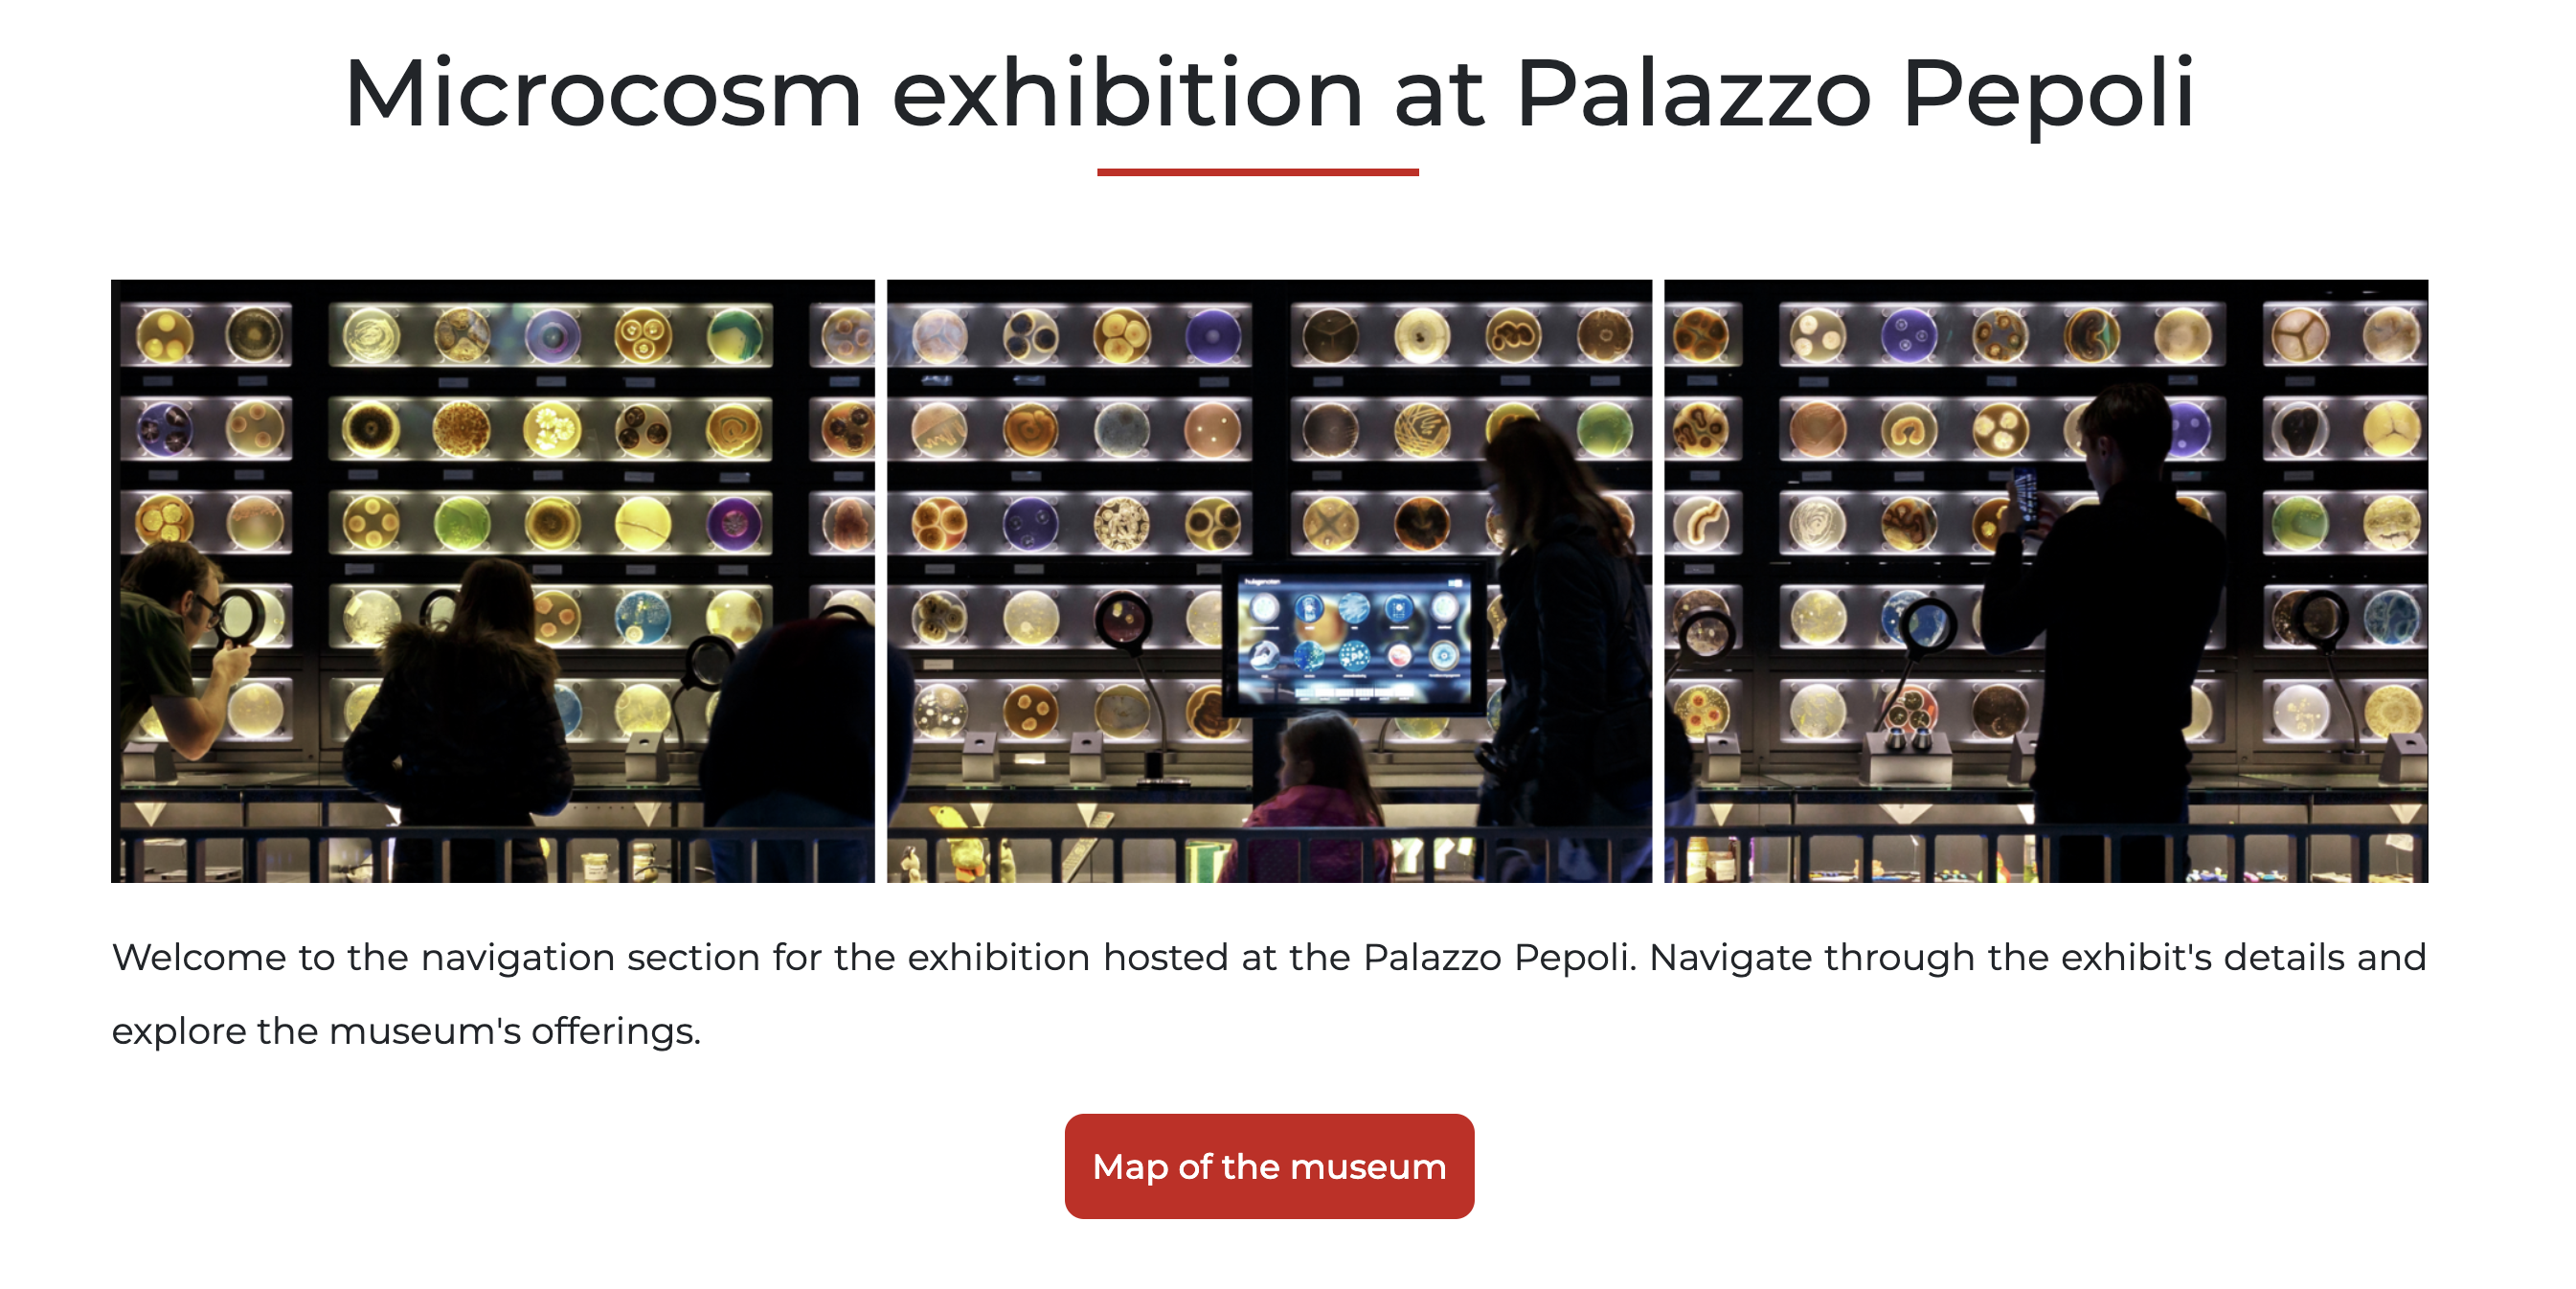 Microcosm exhibition at Palazzo Pepoli
Welcome to the navigation section for the exhibition hosted at the Palazzo Pepoli. Navigate through the exhibit's details and
explore the museum's offerings.
Map of the museum